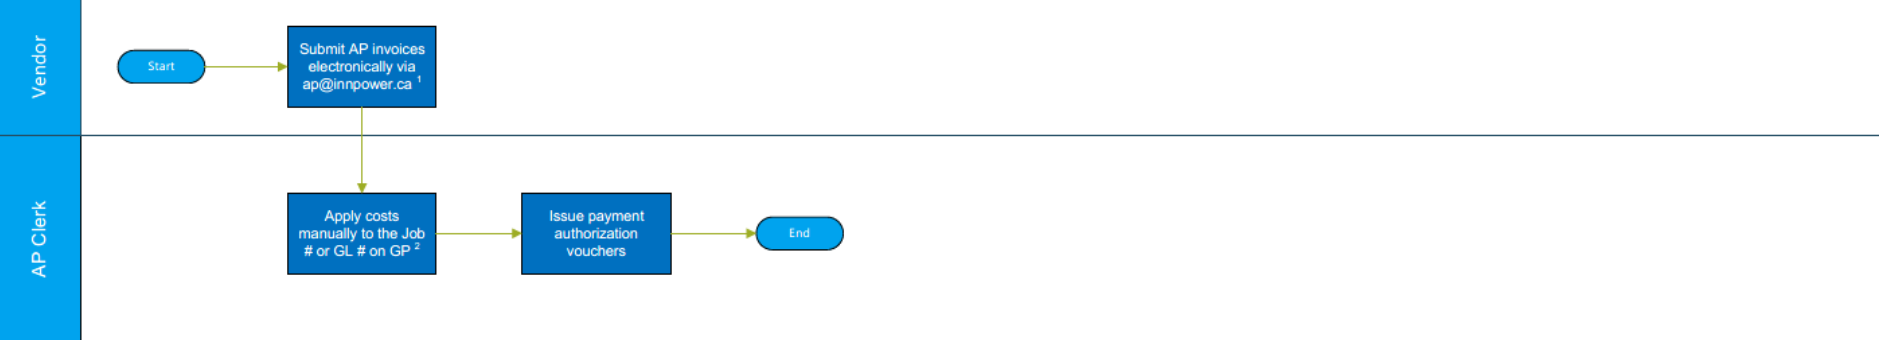 Vendor
Start
Submit AP invoices
electronically via
ap@innpower.ca 1
AP Clerk
Apply costs
manually to the Job
# or GL # on GP 2
Issue payment
authorization
vouchers
End